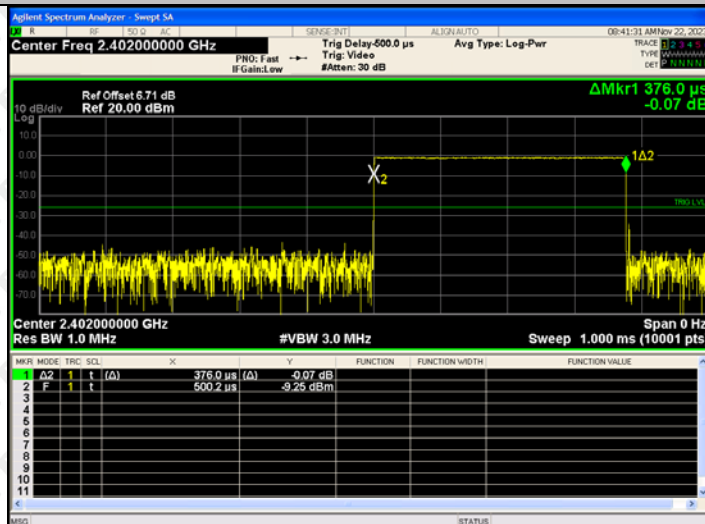 Agilent Spectrum Analyzer - Swept SA
R RF 50 Ω AC SENSE:INT ALIGNAUTO 08:41:31 AM Nov 22, 2023
Center Freq 2.402000000 GHz Trig Delay-500.0 µs Avg Type: Log-Pwr TRACE 1 2 3 4 5
PNO: Fast Trig: Video TYPE
IFGain:Low #Atten: 30 dB DET P N N N N
ΔMkr1 376.0 µs
Ref Offset 6.71 dB
10 dB/div Ref 20.00 dBm -0.07 dB
Log
10.0
0.00
1Δ2
-10.0
2
-20.0
TRIG LVL
-30.0
-40.0
-50.0
-60.0
-70.0
Center 2.402000000 GHz Span 0 Hz
Res BW 1.0 MHz #VBW 3.0 MHz Sweep 1.000 ms (10001 pts)
MKR MODE TRC SCL X Y FUNCTION FUNCTION WIDTH FUNCTION VALUE
1 Δ2 1 t (Δ) 376.0 µs (Δ) -0.07 dB
2 F 1 t 500.2 µs -9.25 dBm
3
4
5
6
7
8
9
10
11
MSG STATUS